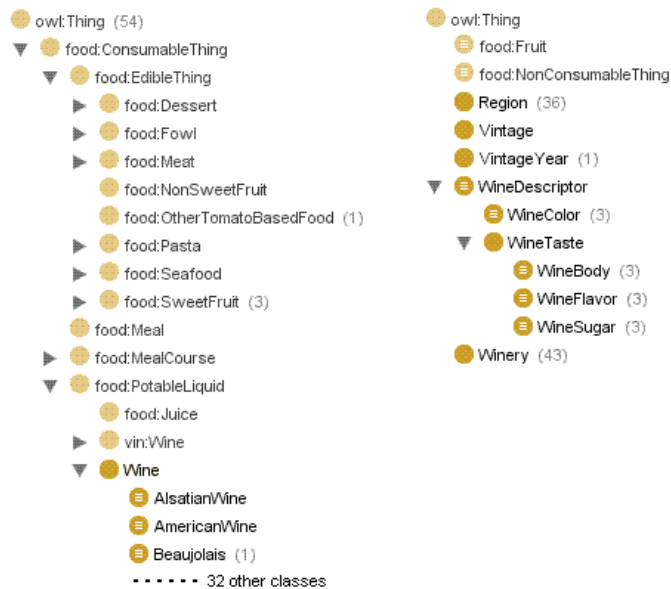 owl:Thing (54)
food:ConsumableThing
food:EdibleThing
food:Dessert
food:Fowl
food:Meat
food:NonSweetFruit
food:OtherTomatoBasedFood (1)
food:Pasta
food:Seafood
food:SweetFruit (3)
food:Meal
food:MealCourse
food:PotableLiquid
food:Juice
vin:Wine
Wine
AlsatianWine
AmericanWine
Beaujolais (1)
32 other classes
owl:Thing
food:Fruit
food:NonConsumableThing
Region (36)
Vintage
VintageYear (1)
WineDescriptor
WineColor (3)
WineTaste
WineBody (3)
WineFlavor (3)
WineSugar (3)
Winery (43)